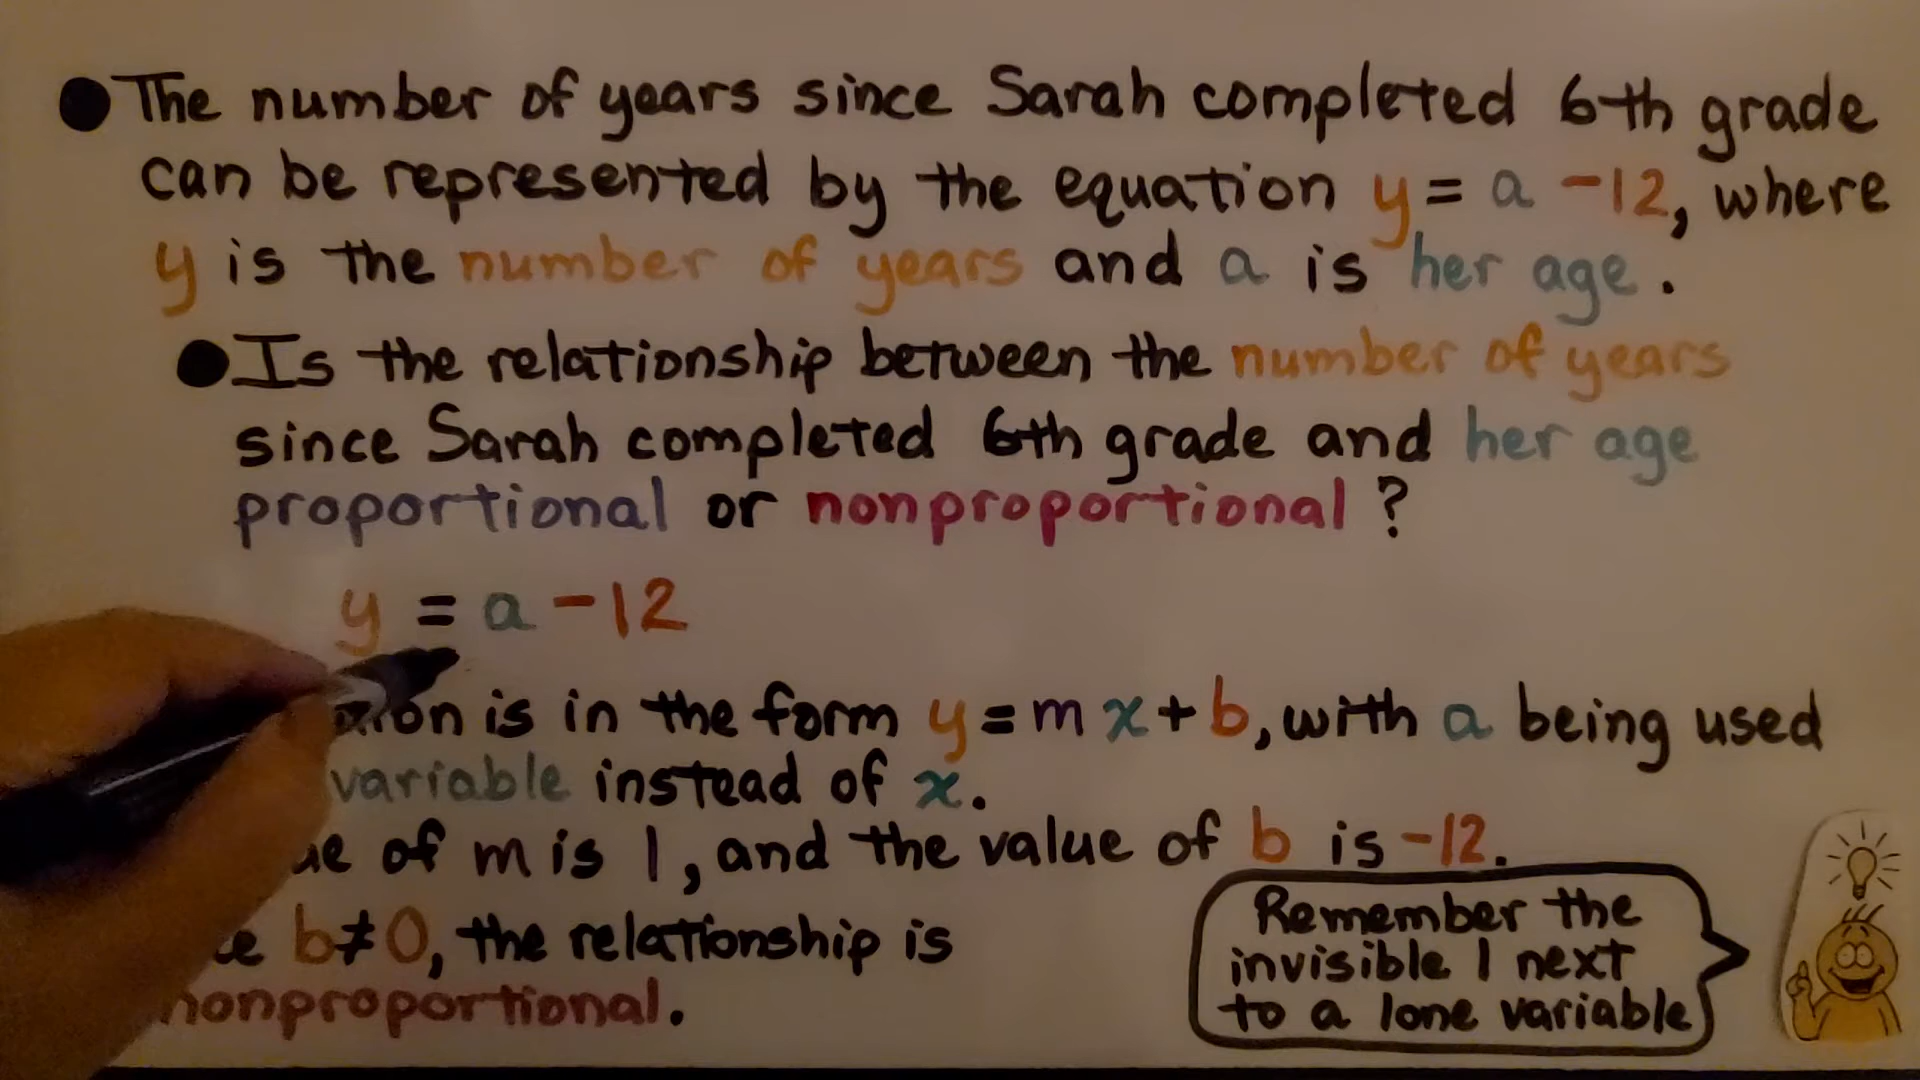 The number of years since Sarah completed 6th grade
can be represented by the equation y = a - 12, where
y is the number of years and a is her age.
Is the relationship between the number of years
since Sarah completed 6th grade and her age
proportional or nonproportional?
y = a - 12
is in the form y = mx + b, with a being used
variable instead of x.
of m is 1, and the value of b is -12.
b ≠ 0, the relationship is
nonproportional.
Remember the
invisible 1 next
to a lone variable